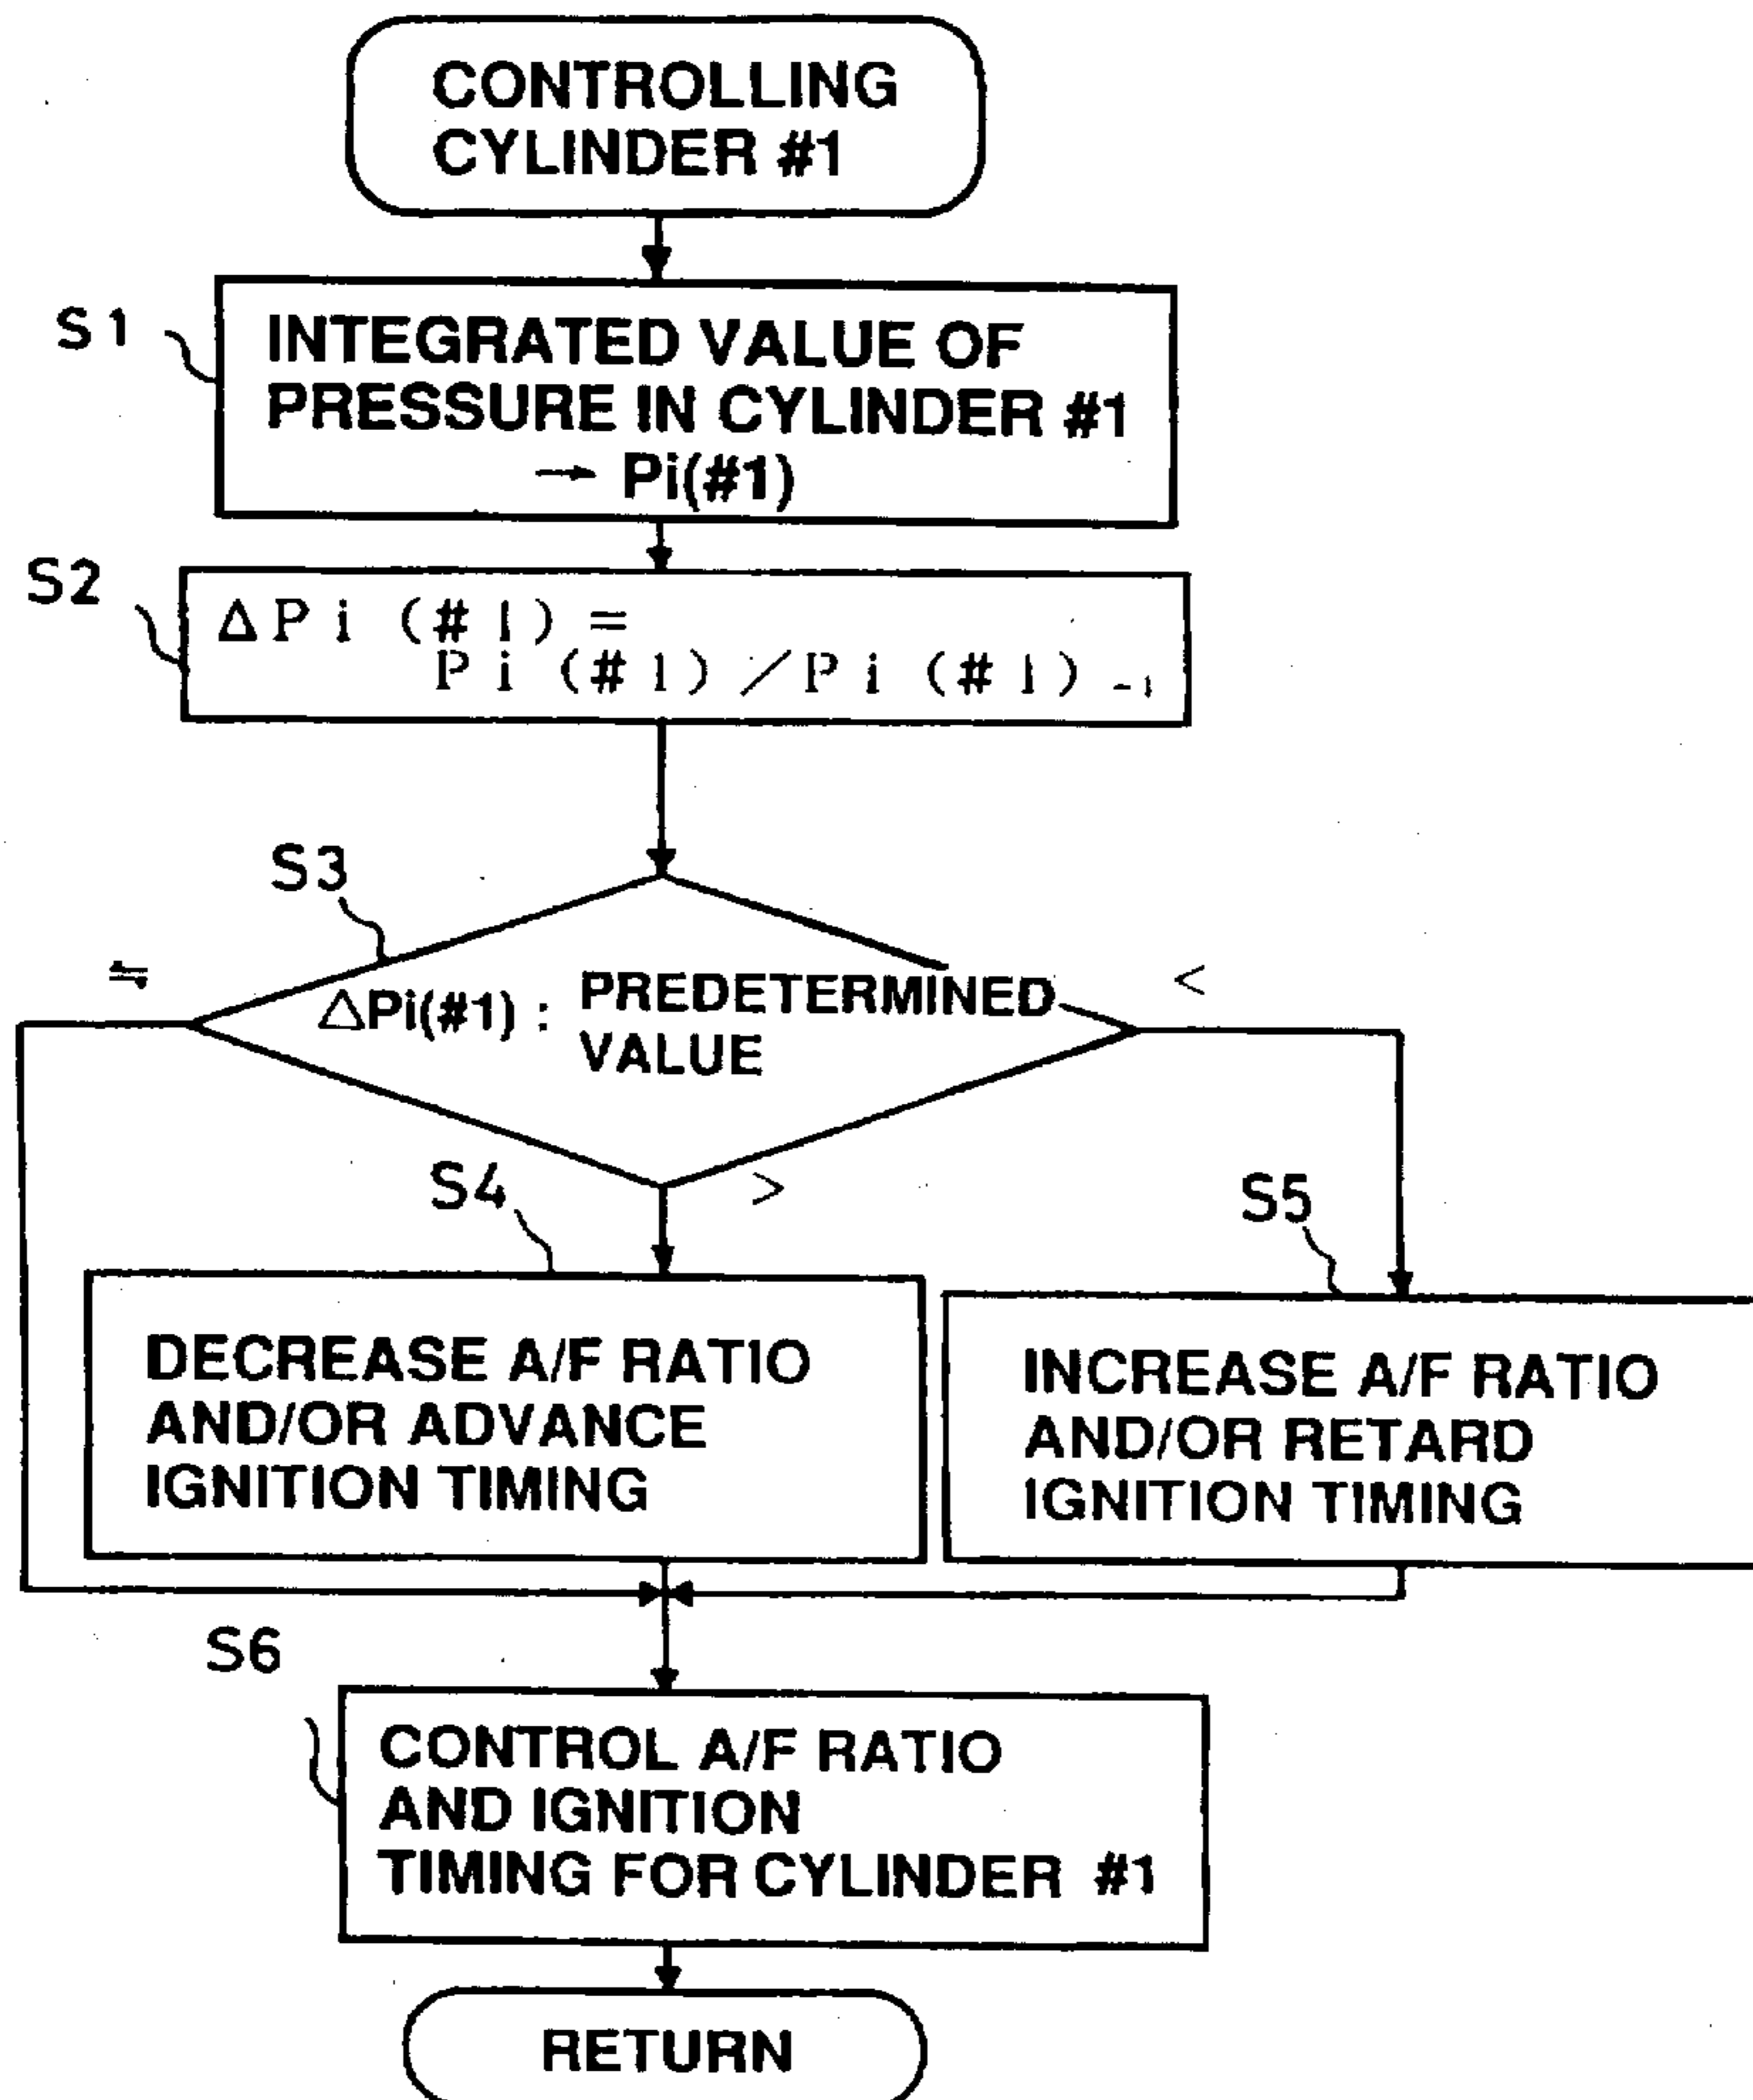 CONTROLLING
CYLINDER #1
S1
INTEGRATED VALUE OF
PRESSURE IN CYLINDER #1
→ Pi(#1)
S2
ΔPi (#1) =
Pi (#1) / Pi (#1) -1
S3
≒
<
ΔPi(#1) : PREDETERMINED
VALUE
S4
>
S5
DECREASE A/F RATIO
AND/OR ADVANCE
IGNITION TIMING
INCREASE A/F RATIO
AND/OR RETARD
IGNITION TIMING
S6
CONTROL A/F RATIO
AND IGNITION
TIMING FOR CYLINDER #1
RETURN